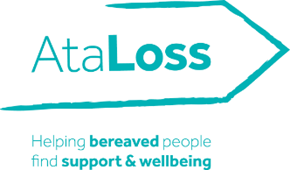 AtaLoss
Helping bereaved people
find support & wellbeing